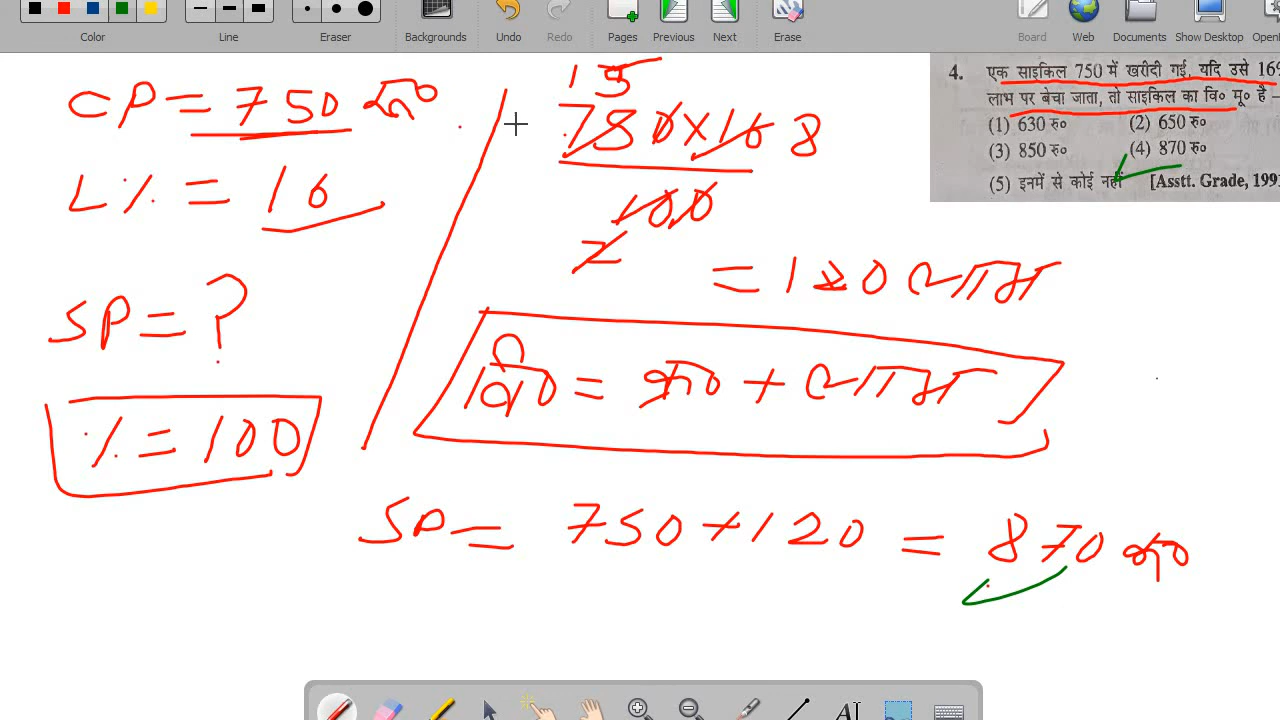 Color
Line
Eraser
Backgrounds
Undo
Redo
Pages
Previous
Next
Erase
Board
Web
Documents
Show Desktop
4. एक साइकिल 750 में खरीदी गई, यदि उसे 16%
लाभ पर बेचा जाता, तो साइकिल का वि० मू० है –
(1) 630 रु०
(2) 650 रु०
(3) 850 रु०
(4) 870 रु०
(5) इनमें से कोई नहीं
[Asstt. Grade, 1991
CP = 750 रू०
L% = 16
SP = ?
% = 100
15
750 × 16 8
100
2
= 120 लाभ
वि० = क्र० + लाभ
SP = 750 + 120 = 870 रू०